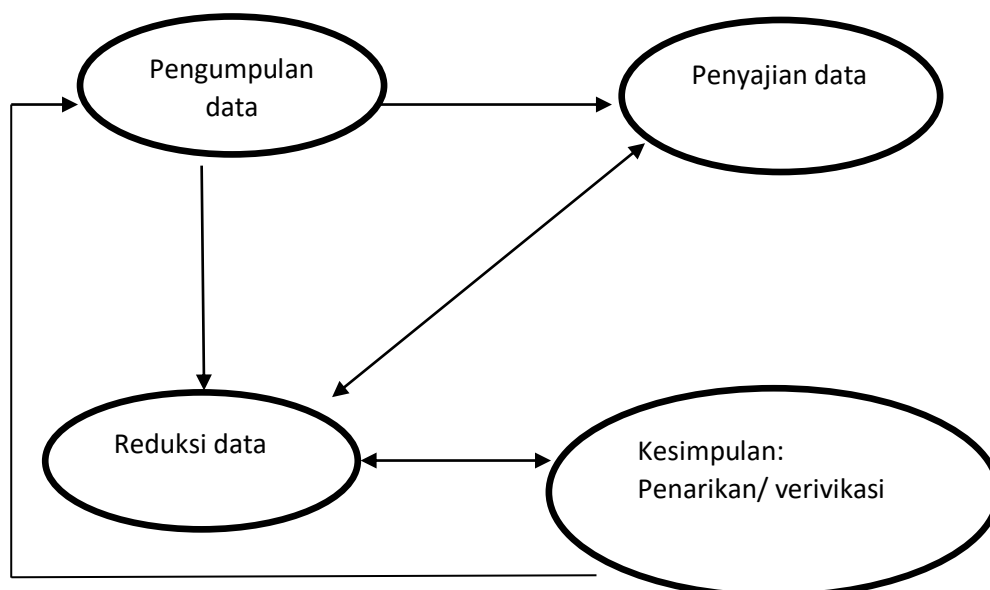 Pengumpulan
data
Penyajian data
Reduksi data
Kesimpulan:
Penarikan/ verivikasi